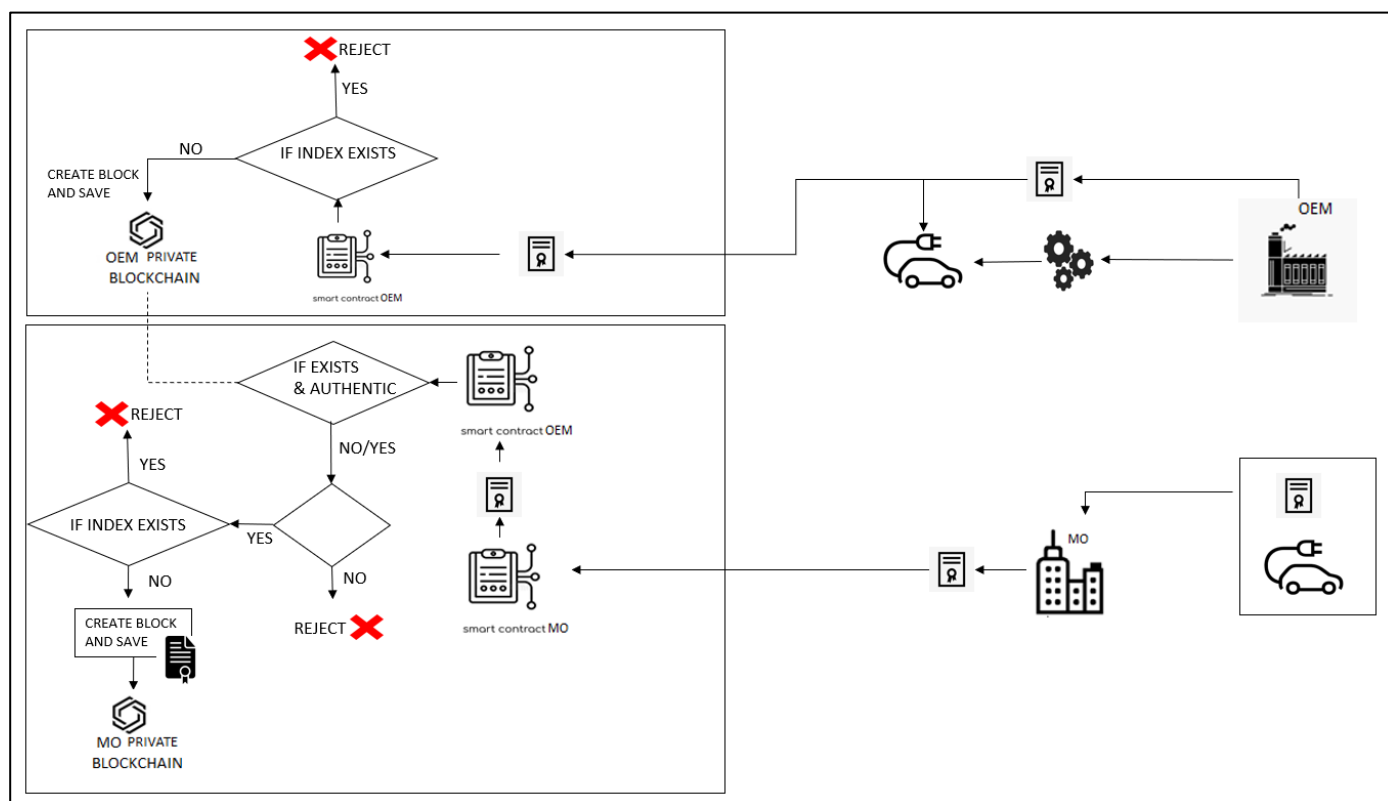 REJECT
YES
NO
IF INDEX EXISTS
CREATE BLOCK
AND SAVE
OEM PRIVATE
BLOCKCHAIN
smart contract OEM
OEM
IF EXISTS
& AUTHENTIC
smart contract OEM
REJECT
NO/YES
YES
IF INDEX EXISTS
YES
NO
NO
CREATE BLOCK
AND SAVE
REJECT
smart contract MO
MO
MO PRIVATE
BLOCKCHAIN